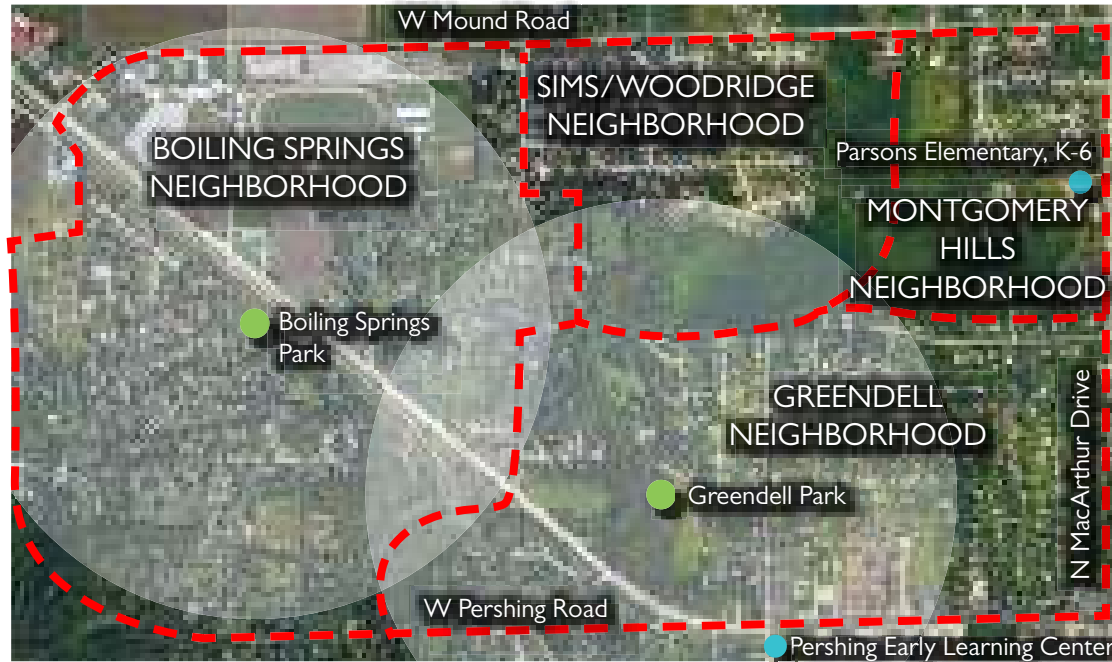 W Mound Road
SIMS/WOODRIDGE
NEIGHBORHOOD
BOILING SPRINGS
NEIGHBORHOOD
Parsons Elementary, K-6
MONTGOMERY
HILLS
NEIGHBORHOOD
Boiling Springs
Park
GREENDELL
NEIGHBORHOOD
N MacArthur Drive
Greendell Park
W Pershing Road
Pershing Early Learning Center